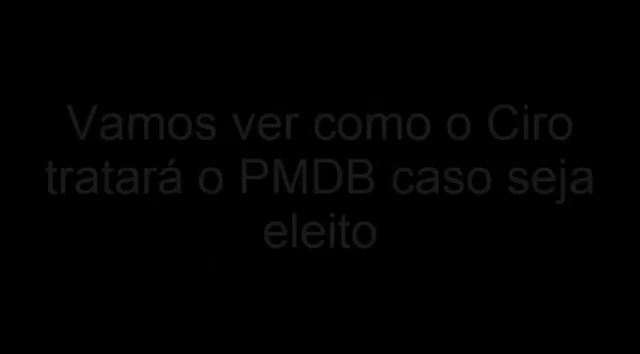 Vamos ver como o Ciro
tratará o PMDB caso seja
eleito